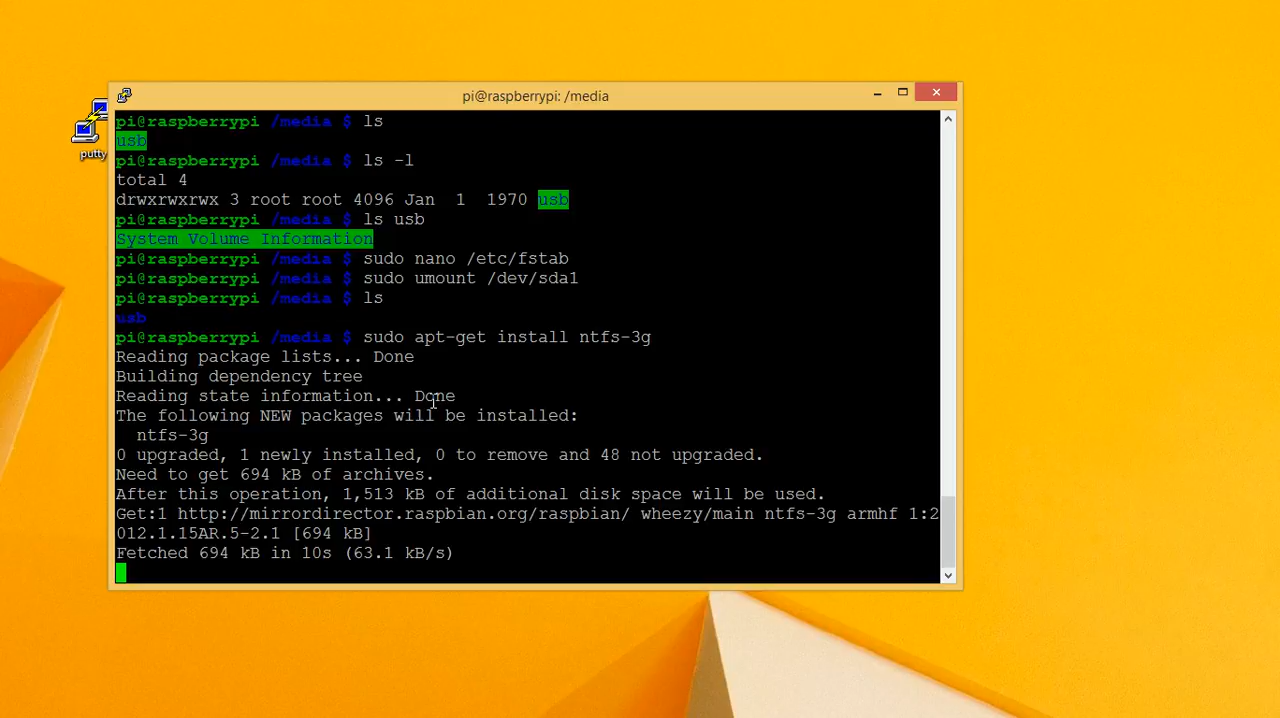 pi@raspberrypi: /media
putty
pi@raspberrypi /media $ ls
usb
pi@raspberrypi /media $ ls -l
total 4
drwxrwxrwx 3 root root 4096 Jan  1  1970 usb
pi@raspberrypi /media $ ls usb
System Volume Information
pi@raspberrypi /media $ sudo nano /etc/fstab
pi@raspberrypi /media $ sudo umount /dev/sda1
pi@raspberrypi /media $ ls
usb
pi@raspberrypi /media $ sudo apt-get install ntfs-3g
Reading package lists... Done
Building dependency tree
Reading state information... Done
The following NEW packages will be installed:
  ntfs-3g
0 upgraded, 1 newly installed, 0 to remove and 48 not upgraded.
Need to get 694 kB of archives.
After this operation, 1,513 kB of additional disk space will be used.
Get:1 http://mirrordirector.raspbian.org/raspbian/ wheezy/main ntfs-3g armhf 1:2
012.1.15AR.5-2.1 [694 kB]
Fetched 694 kB in 10s (63.1 kB/s)